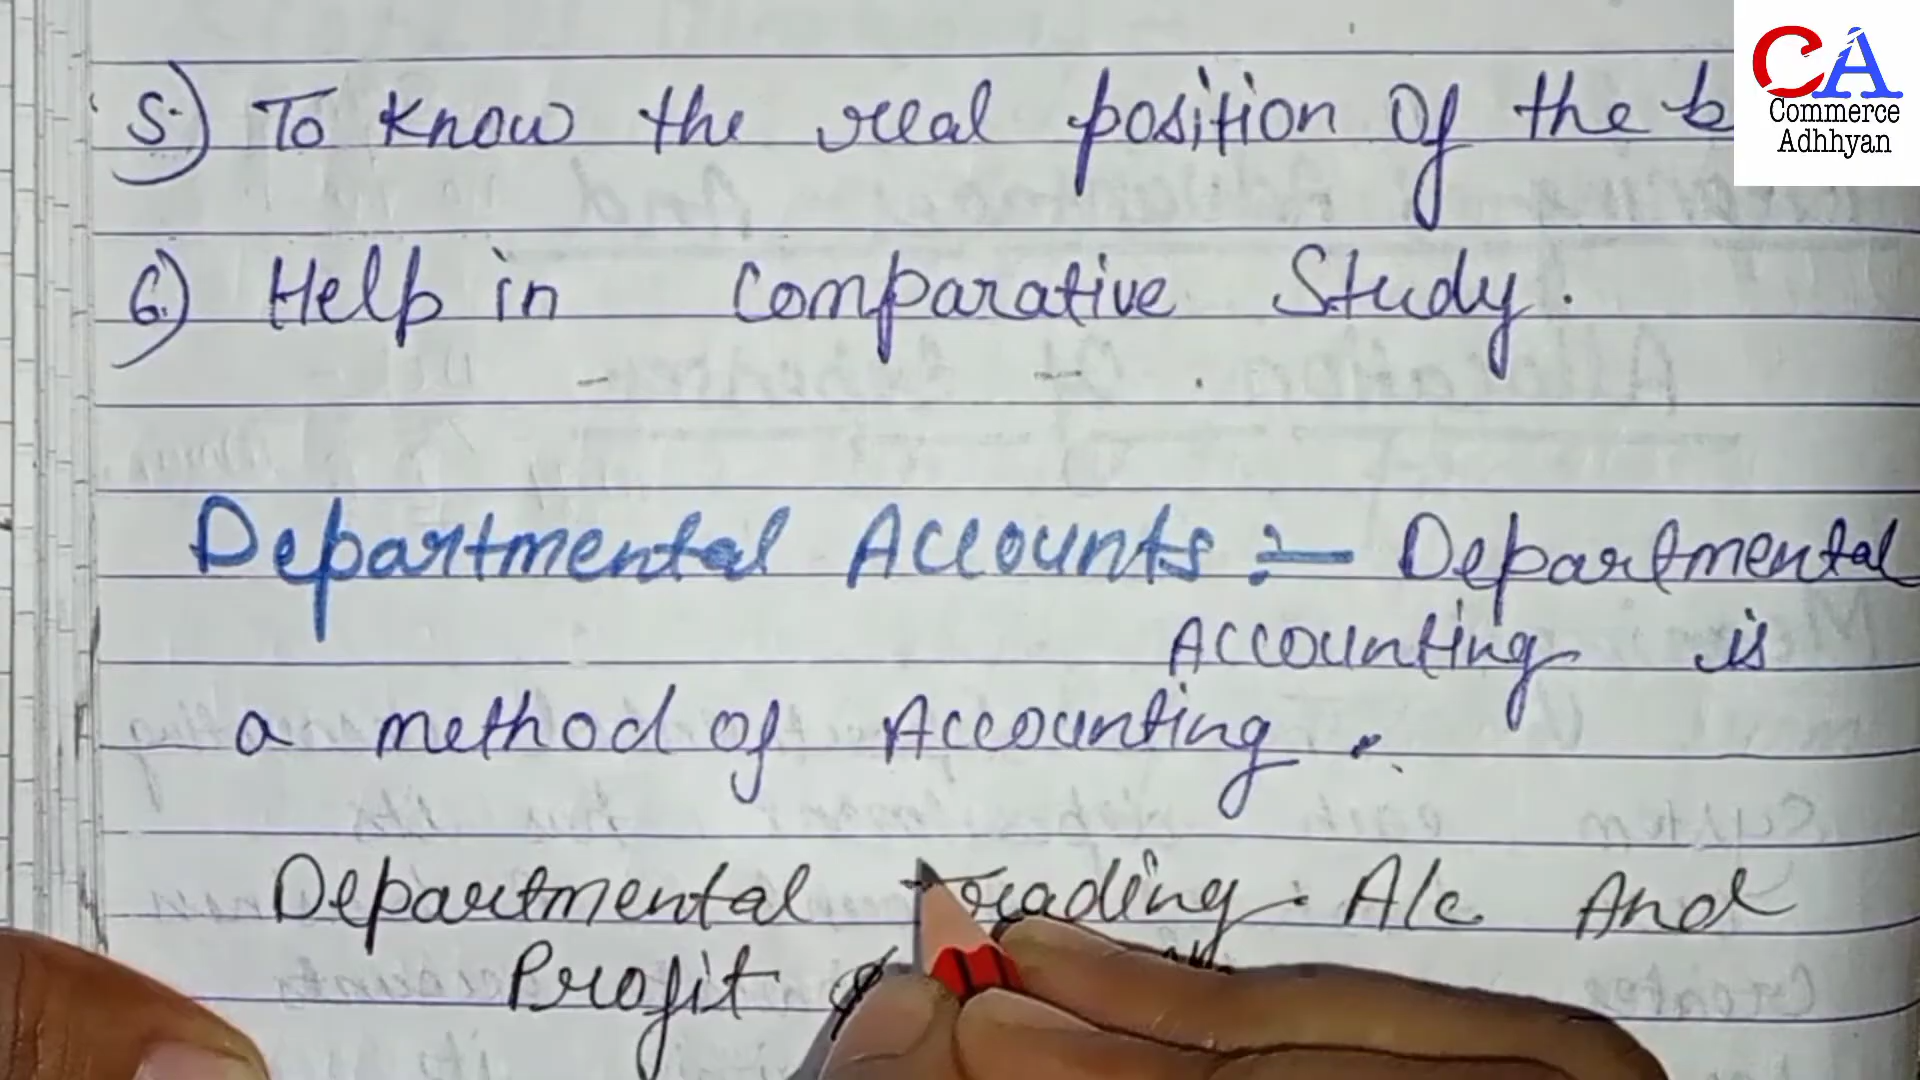 5.) To know the real position of the b
6.) Help in comparative Study.
Departmental Accounts :- Departmental
Accounting is
a method of Accounting.
Departmental Trading A/c And
Profit &
CA
Commerce
Adhhyan